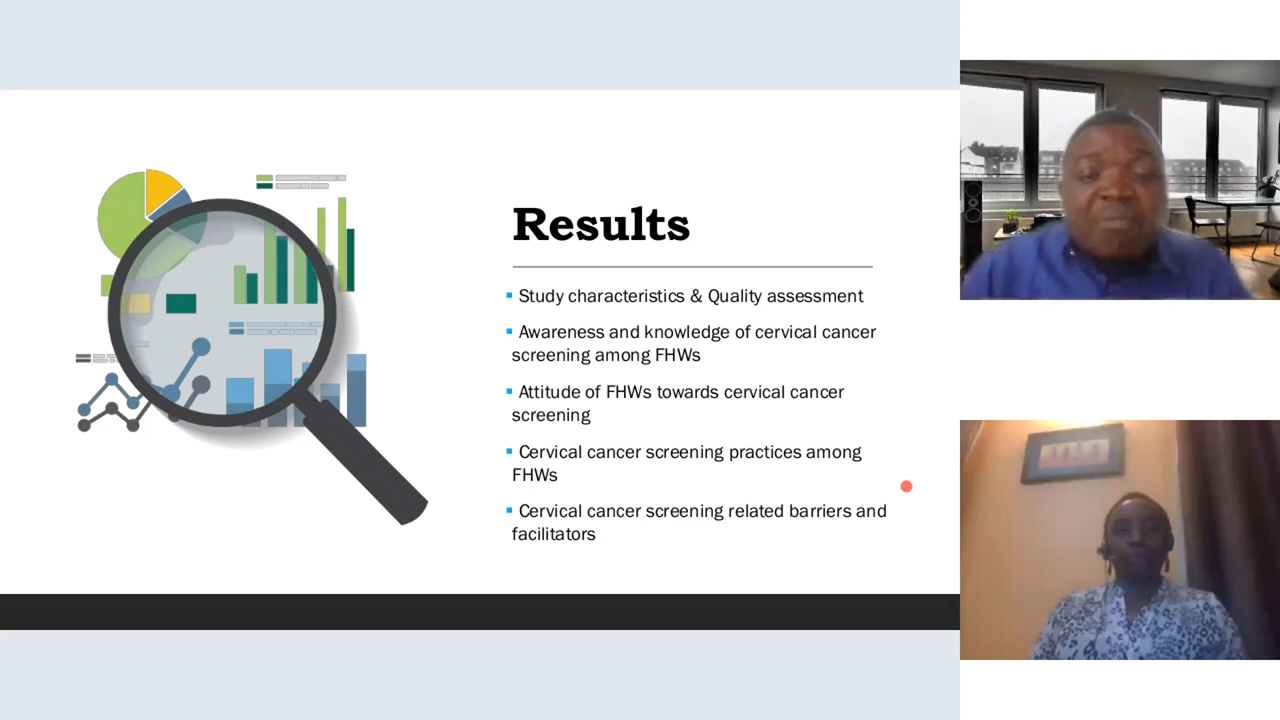 Results
Study characteristics & Quality assessment
Awareness and knowledge of cervical cancer
screening among FHWs
Attitude of FHWs towards cervical cancer
screening
Cervical cancer screening practices among
FHWs
Cervical cancer screening related barriers and
facilitators